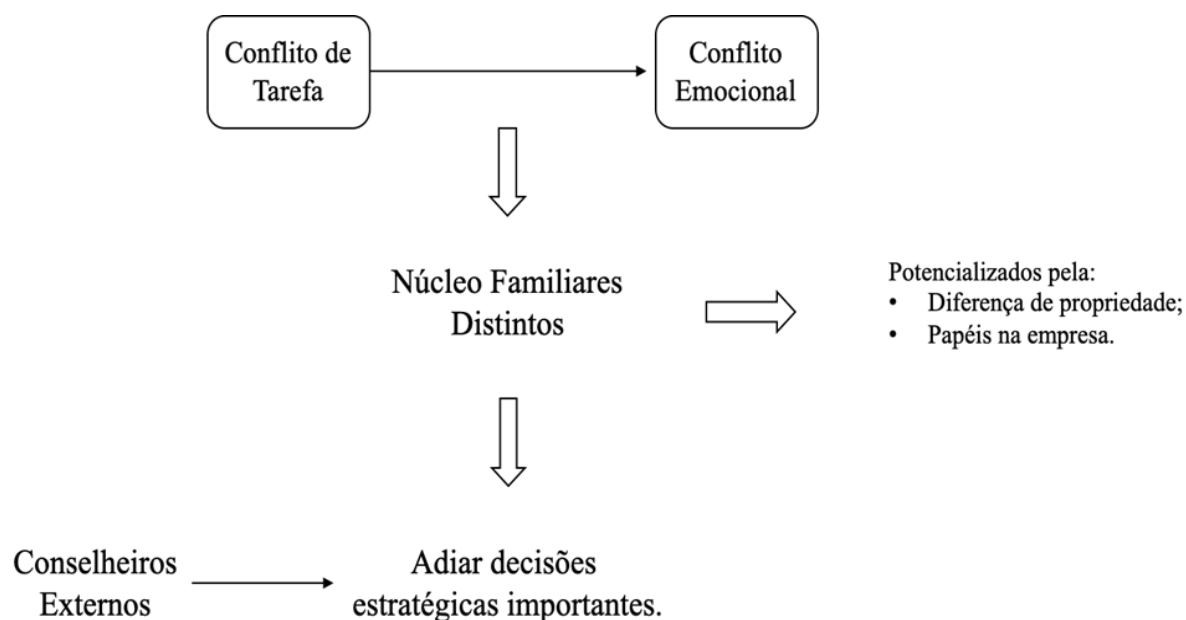 Conflito de
Tarefa
Conflito
Emocional
Núcleo Familiares
Distintos
Potencializados pela:
• Diferença de propriedade;
• Papéis na empresa.
Conselheiros
Externos
Adiar decisões
estratégicas importantes.